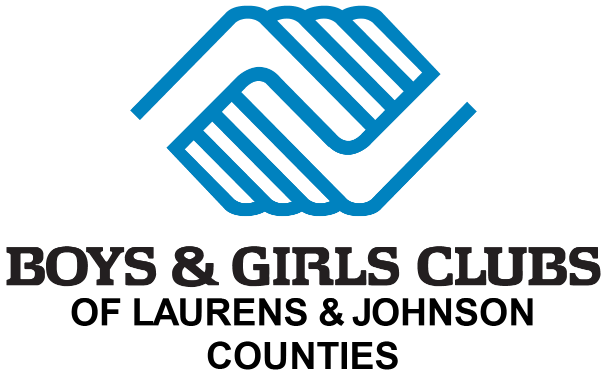 BOYS & GIRLS CLUBS
OF LAURENS & JOHNSON
COUNTIES